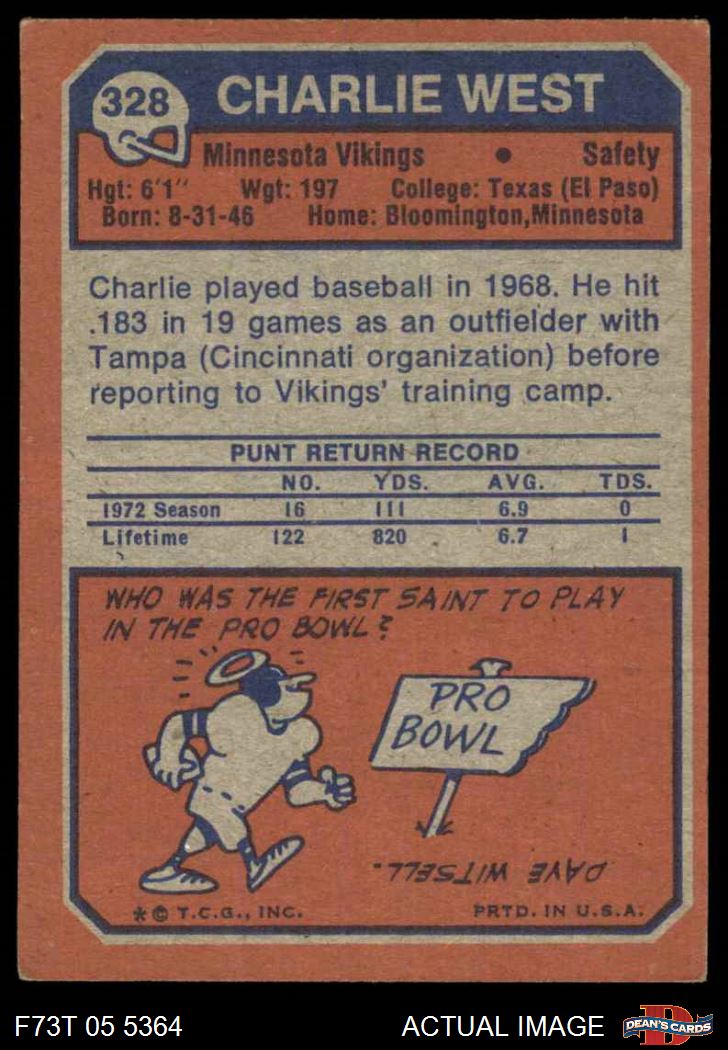 328
CHARLIE WEST
Minnesota Vikings • Safety
Hgt: 6'1" Wgt: 197 College: Texas (El Paso)
Born: 8-31-46 Home: Bloomington, Minnesota
Charlie played baseball in 1968. He hit
.183 in 19 games as an outfielder with
Tampa (Cincinnati organization) before
reporting to Vikings' training camp.
PUNT RETURN RECORD
NO. YDS. AVG. TDS.
1972 Season 16 111 6.9 0
Lifetime 122 820 6.7 1
WHO WAS THE FIRST SAINT TO PLAY
IN THE PRO BOWL?
PRO
BOWL
DAVE WITSELL.
* © T.C.G., INC. PRTD. IN U.S.A.
F73T 05 5364 ACTUAL IMAGE
D
DEAN'S CARDS